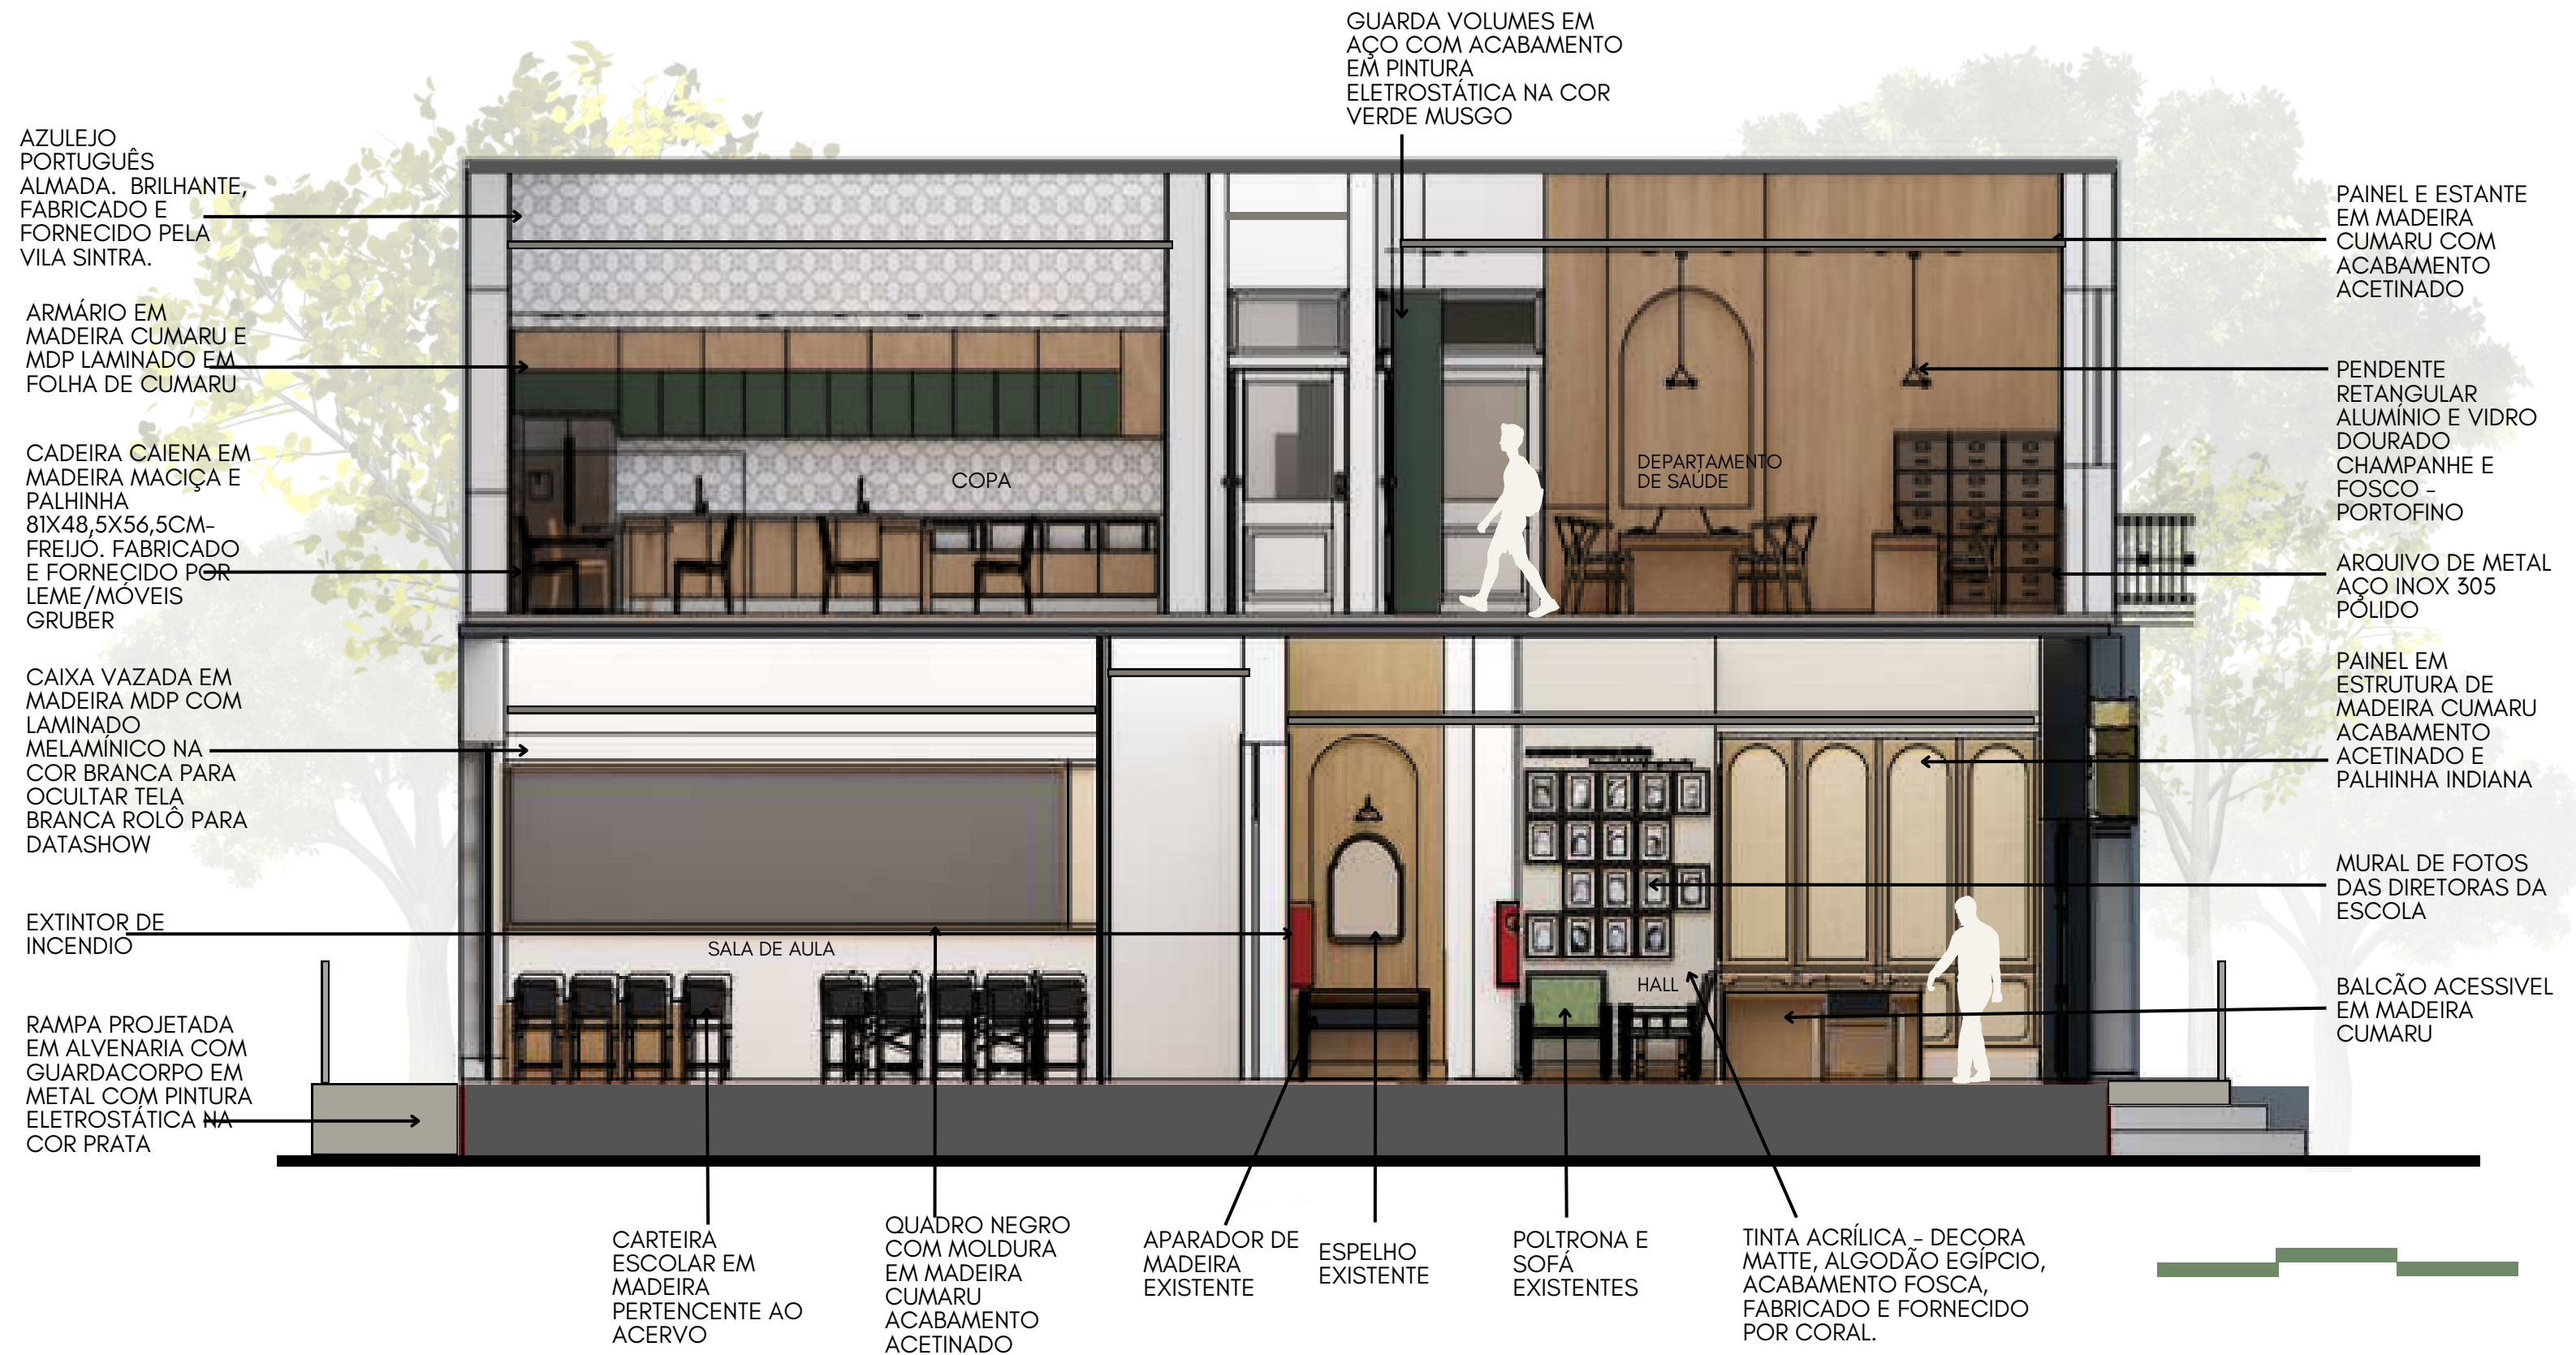 GUARDA VOLUMES EM
AÇO COM ACABAMENTO
EM PINTURA
ELETROSTÁTICA NA COR
VERDE MUSGO
AZULEJO
PORTUGUÊS
ALMADA. BRILHANTE,
FABRICADO E
FORNECIDO PELA
VILA SINTRA.
ARMÁRIO EM
MADEIRA CUMARU E
MDP LAMINADO EM
FOLHA DE CUMARU
CADEIRA CAIENA EM
MADEIRA MACIÇA E
PALHINHA
81X48,5X56,5CM-
FREIJÓ. FABRICADO
E FORNECIDO POR
LEME/MÓVEIS
GRUBER
CAIXA VAZADA EM
MADEIRA MDP COM
LAMINADO
MELAMÍNICO NA
COR BRANCA PARA
OCULTAR TELA
BRANCA ROLÔ PARA
DATASHOW
EXTINTOR DE
INCENDIO
RAMPA PROJETADA
EM ALVENARIA COM
GUARDACORPO EM
METAL COM PINTURA
ELETROSTÁTICA NA
COR PRATA
COPA
DEPARTAMENTO
DE SAÚDE
SALA DE AULA
HALL
PAINEL E ESTANTE
EM MADEIRA
CUMARU COM
ACABAMENTO
ACETINADO
PENDENTE
RETANGULAR
ALUMÍNIO E VIDRO
DOURADO
CHAMPANHE E
FOSCO -
PORTOFINO
ARQUIVO DE METAL
AÇO INOX 305
POLIDO
PAINEL EM
ESTRUTURA DE
MADEIRA CUMARU
ACABAMENTO
ACETINADO E
PALHINHA INDIANA
MURAL DE FOTOS
DAS DIRETORAS DA
ESCOLA
BALCÃO ACESSIVEL
EM MADEIRA
CUMARU
CARTEIRA
ESCOLAR EM
MADEIRA
PERTENCENTE AO
ACERVO
QUADRO NEGRO
COM MOLDURA
EM MADEIRA
CUMARU
ACABAMENTO
ACETINADO
APARADOR DE
MADEIRA
EXISTENTE
ESPELHO
EXISTENTE
POLTRONA E
SOFÁ
EXISTENTES
TINTA ACRÍLICA - DECORA
MATTE, ALGODÃO EGÍPCIO,
ACABAMENTO FOSCA,
FABRICADO E FORNECIDO
POR CORAL.